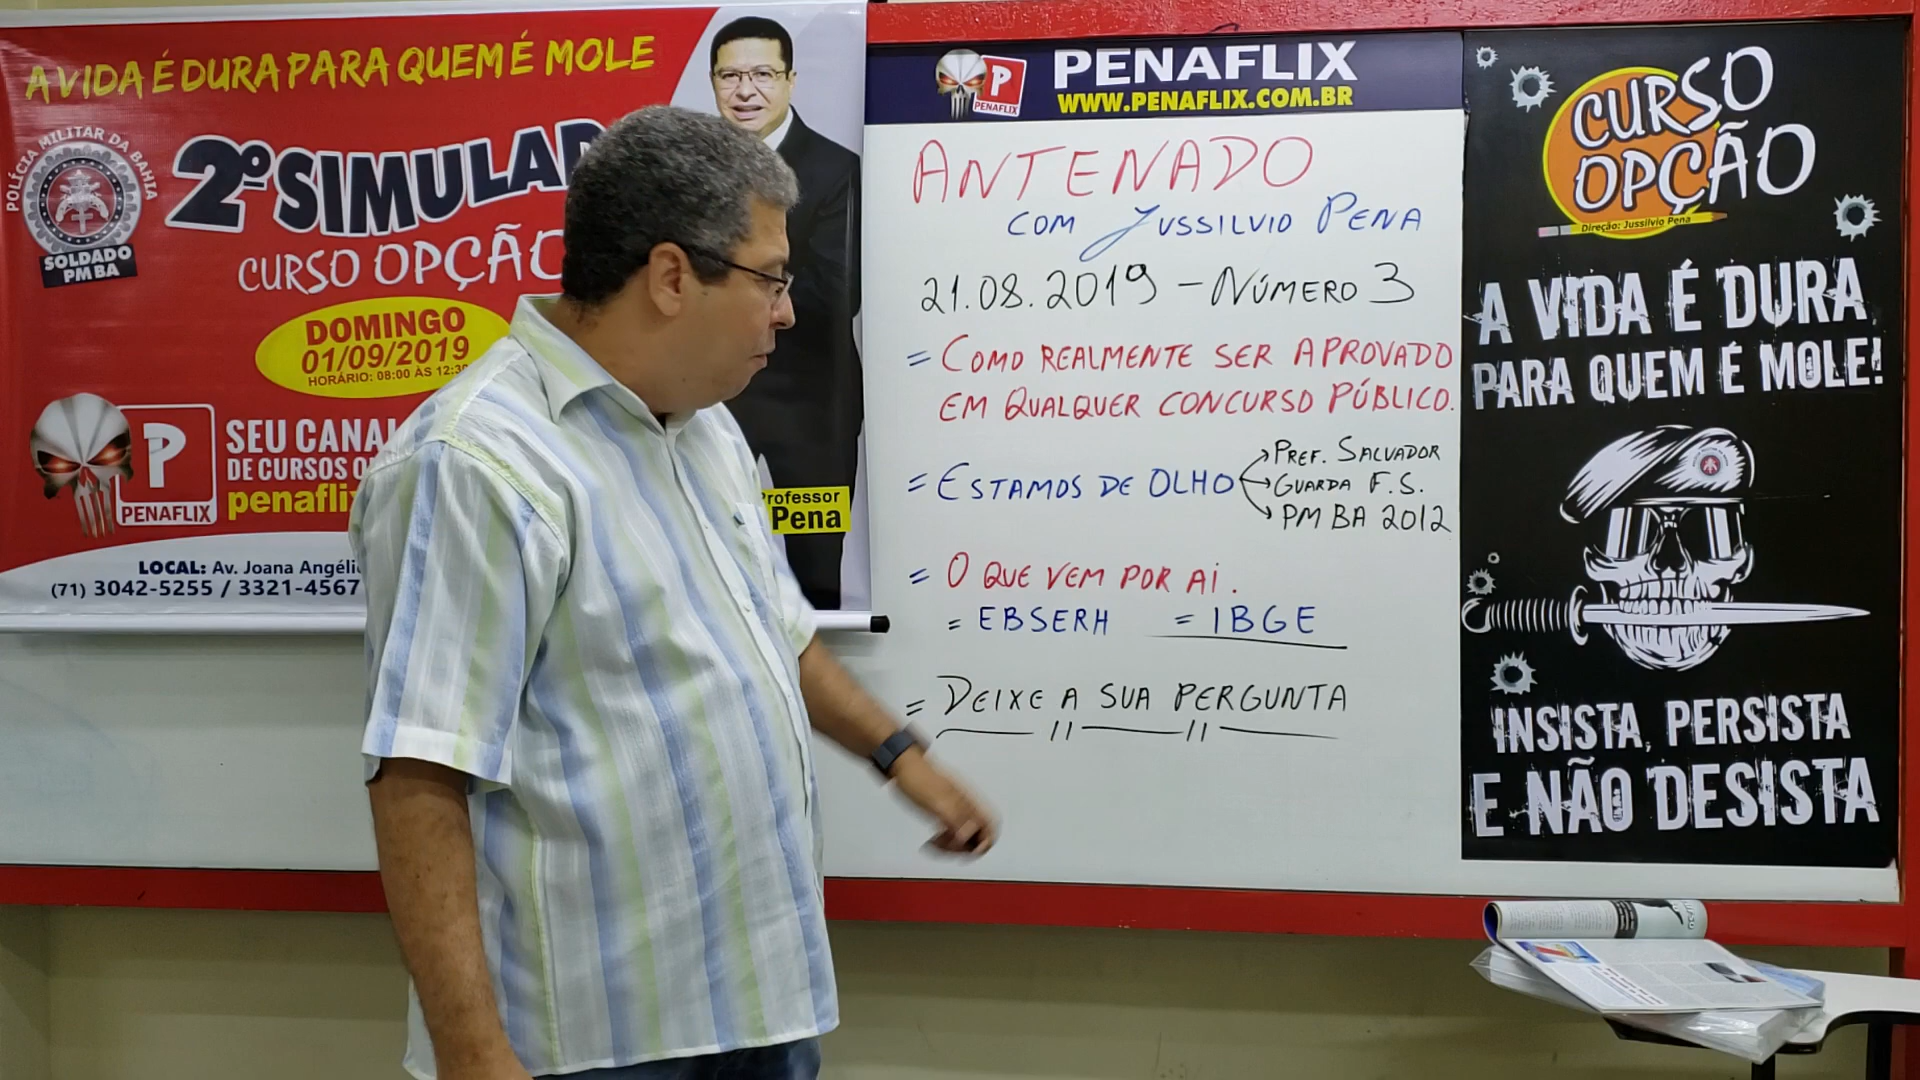 A VIDA É DURA PARA QUEM É MOLE
POLÍCIA MILITAR DA BAHIA
SOLDADO
PM BA
2º SIMULAD
CURSO OPÇÃO
DOMINGO
01/09/2019
HORÁRIO: 08:00 ÀS 12:30
P
PENAFLIX
SEU CANAL
DE CURSOS
penafli
Professor
Pena
LOCAL: Av. Joana Angéli
(71) 3042-5255 / 3321-4567
P
PENAFLIX
PENAFLIX
WWW.PENAFLIX.COM.BR
ANTENADO
COM JUSSILVIO PENA
21.08.2019 - NÚMERO 3
= COMO REALMENTE SER APROVADO
EM QUALQUER CONCURSO PÚBLICO.
= ESTAMOS DE OLHO
PREF. SALVADOR
GUARDA F.S.
PM BA 2012
= O QUE VEM POR AÍ.
= EBSERH = IBGE
= DEIXE A SUA PERGUNTA
CURSO
OPÇÃO
Direção: Jussilvio Pena
A VIDA É DURA
PARA QUEM É MOLE!
INSISTA, PERSISTA
E NÃO DESISTA